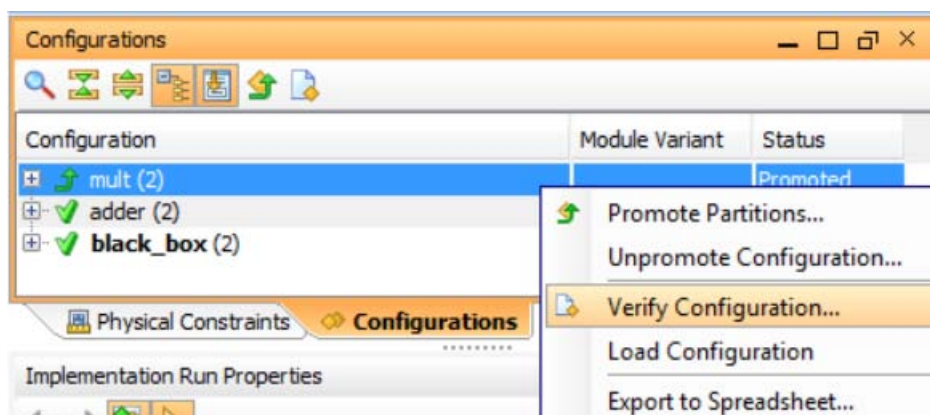 Configurations
Configuration Module Variant Status
mult (2) Promoted
adder (2)
black_box (2)
Promote Partitions...
Unpromote Configuration...
Verify Configuration...
Load Configuration
Export to Spreadsheet...
Physical Constraints Configurations
Implementation Run Properties